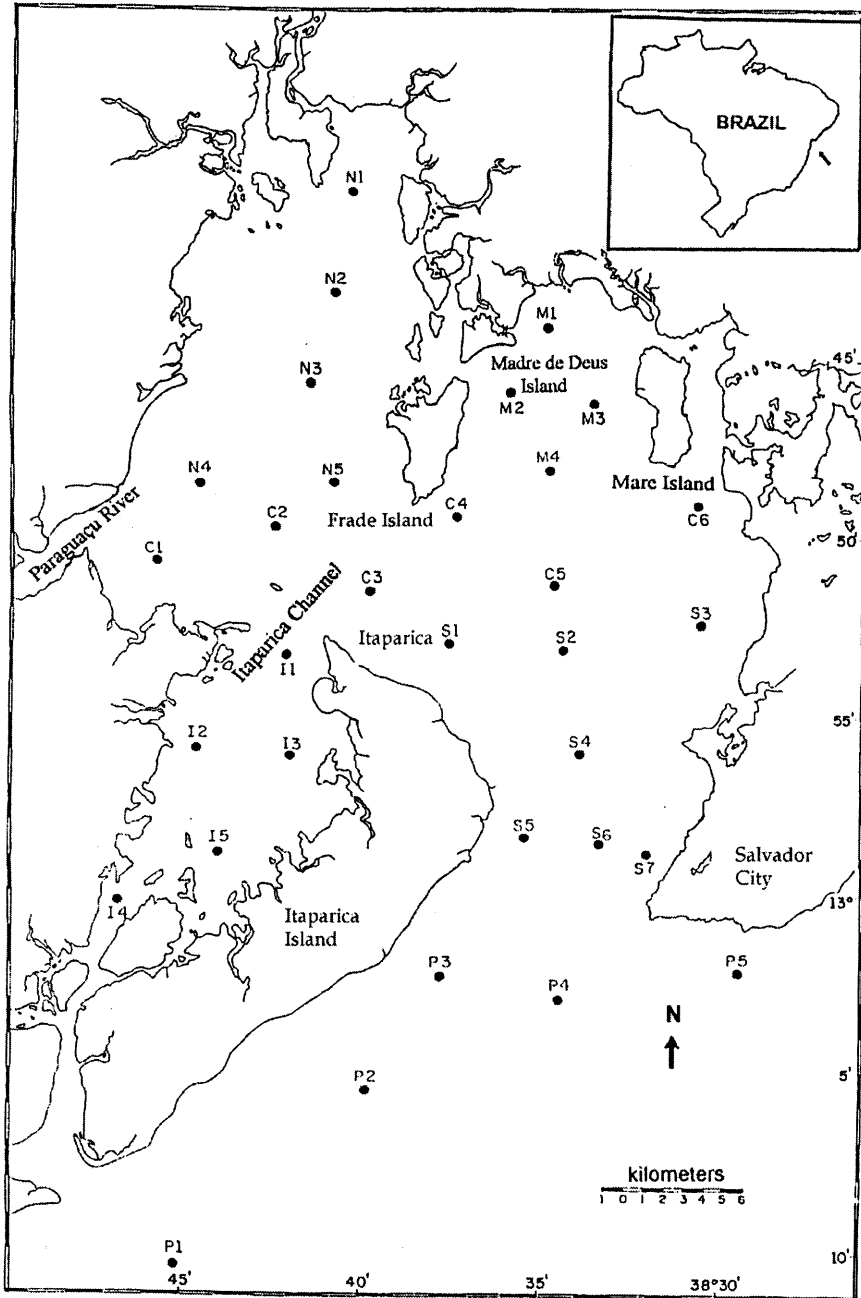 BRAZIL
N1
N2
M1
45'
Madre de Deus
Island
N3
M2
M3
M4
N4
N5
Mare Island
Paraguaçu River
C2
Frade Island
C4
C6
50'
C1
C3
C5
Itaparica Channel
Itaparica
S1
S2
S3
I1
55'
I2
I3
S4
I5
S5
S6
S7
Salvador
City
I4
13°
Itaparica
Island
P3
P4
P5
N
P2
5'
kilometers
1 0 1 2 3 4 5 6
P1
10'
45'
40'
35'
38°30'